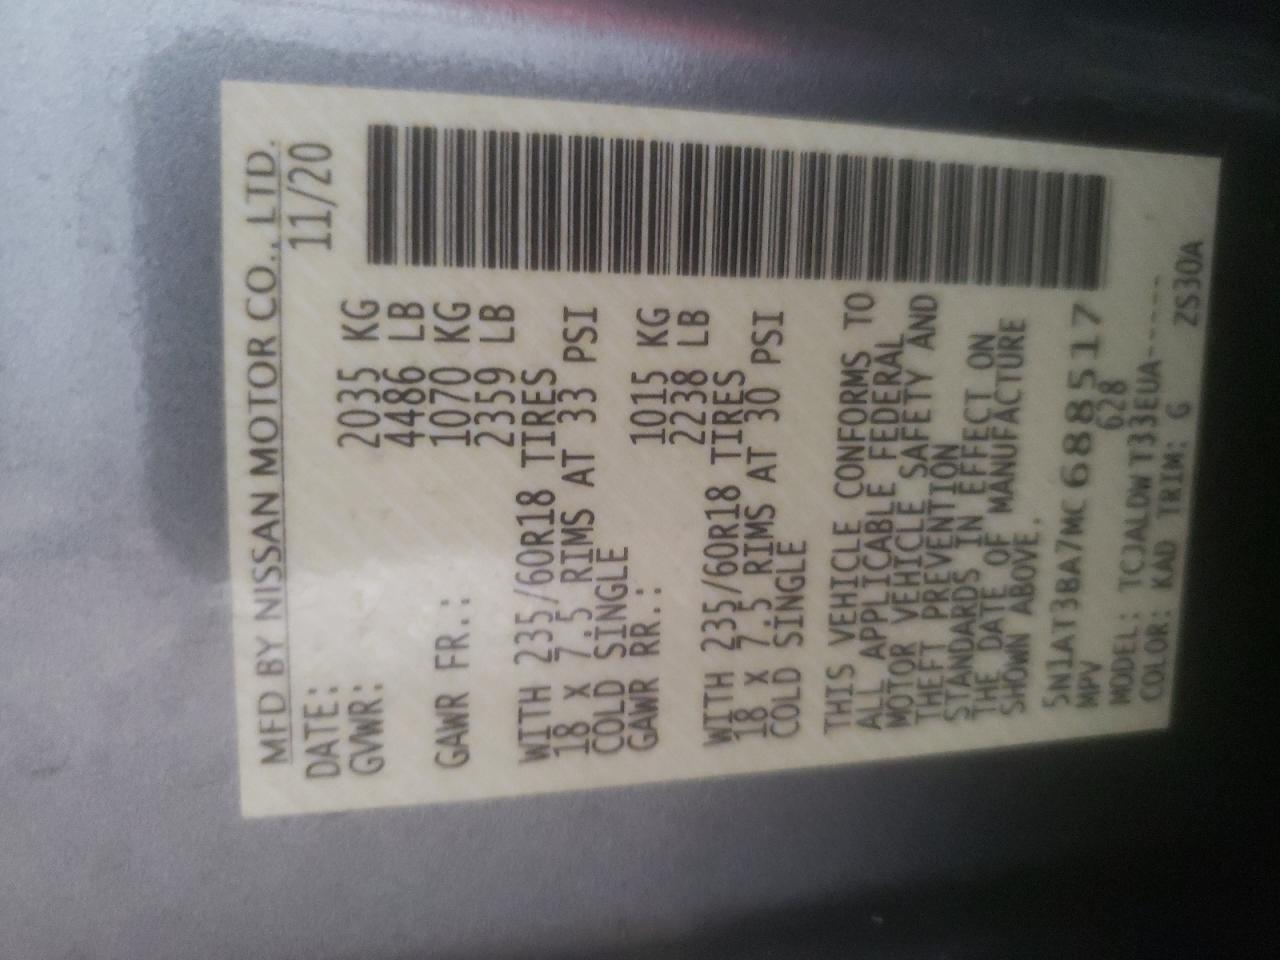 MFD BY NISSAN MOTOR CO., LTD.
DATE: 11/20
GVWR: 2035 KG
4486 LB
GAWR FR.: 1070 KG
2359 LB
WITH 235/60R18 TIRES
18 X 7.5 RIMS AT 33 PSI
COLD SINGLE
GAWR RR.: 1015 KG
2238 LB
WITH 235/60R18 TIRES
18 X 7.5 RIMS AT 30 PSI
COLD SINGLE
THIS VEHICLE CONFORMS TO
ALL APPLICABLE FEDERAL
MOTOR VEHICLE SAFETY AND
THEFT PREVENTION
STANDARDS IN EFFECT ON
THE DATE OF MANUFACTURE
SHOWN ABOVE.
5N1AT3BA7MC688517
MPV 628
MODEL: TCJALDWT33EUA-----
COLOR: KAD TRIM: G 2S30A